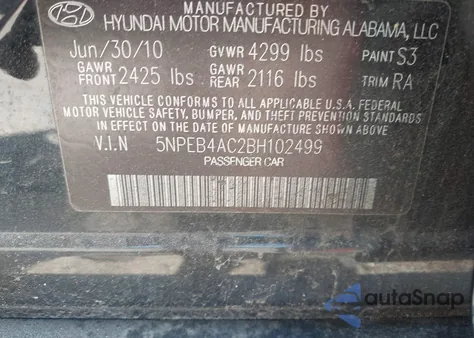 MANUFACTURED BY
HYUNDAI MOTOR MANUFACTURING ALABAMA, LLC
Jun/30/10 GVWR 4299 lbs PAINT S3
GAWR FRONT 2425 lbs GAWR REAR 2116 lbs TRIM RA
THIS VEHICLE CONFORMS TO ALL APPLICABLE U.S.A. FEDERAL
MOTOR VEHICLE SAFETY, BUMPER, AND THEFT PREVENTION STANDARDS
IN EFFECT ON THE DATE OF MANUFACTURE SHOWN ABOVE.
V.I.N 5NPEB4AC2BH102499
PASSENGER CAR
autoSnap